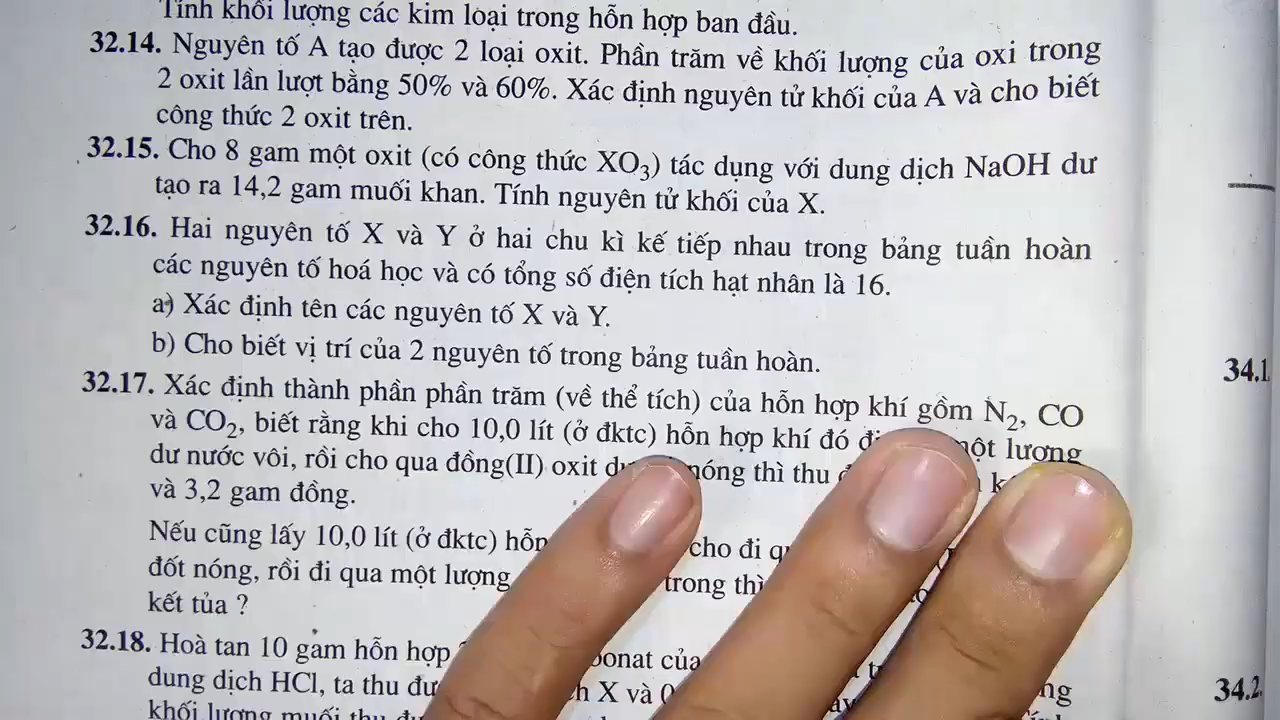 Tính khối lượng các kim loại trong hỗn hợp ban đầu.
32.14. Nguyên tố A tạo được 2 loại oxit. Phần trăm về khối lượng của oxi trong
2 oxit lần lượt bằng 50% và 60%. Xác định nguyên tử khối của A và cho biết
công thức 2 oxit trên.
32.15. Cho 8 gam một oxit (có công thức XO₃) tác dụng với dung dịch NaOH dư
tạo ra 14,2 gam muối khan. Tính nguyên tử khối của X.
32.16. Hai nguyên tố X và Y ở hai chu kì kế tiếp nhau trong bảng tuần hoàn
các nguyên tố hoá học và có tổng số điện tích hạt nhân là 16.
a) Xác định tên các nguyên tố X và Y.
b) Cho biết vị trí của 2 nguyên tố trong bảng tuần hoàn.
34.1
32.17. Xác định thành phần phần trăm (về thể tích) của hỗn hợp khí gồm N₂, CO
và CO₂, biết rằng khi cho 10,0 lít (ở đktc) hỗn hợp khí đó một lượng
dư nước vôi, rồi cho qua đồng(II) oxit nóng thì thu
và 3,2 gam đồng.
Nếu cũng lấy 10,0 lít (ở đktc) cho đi
đốt nóng, rồi đi qua một lượng trong
kết tủa ?
32.18. Hoà tan 10 gam hỗn hợp của
dung dịch HCl, ta thu X và
34.2
khối lượng muối thu